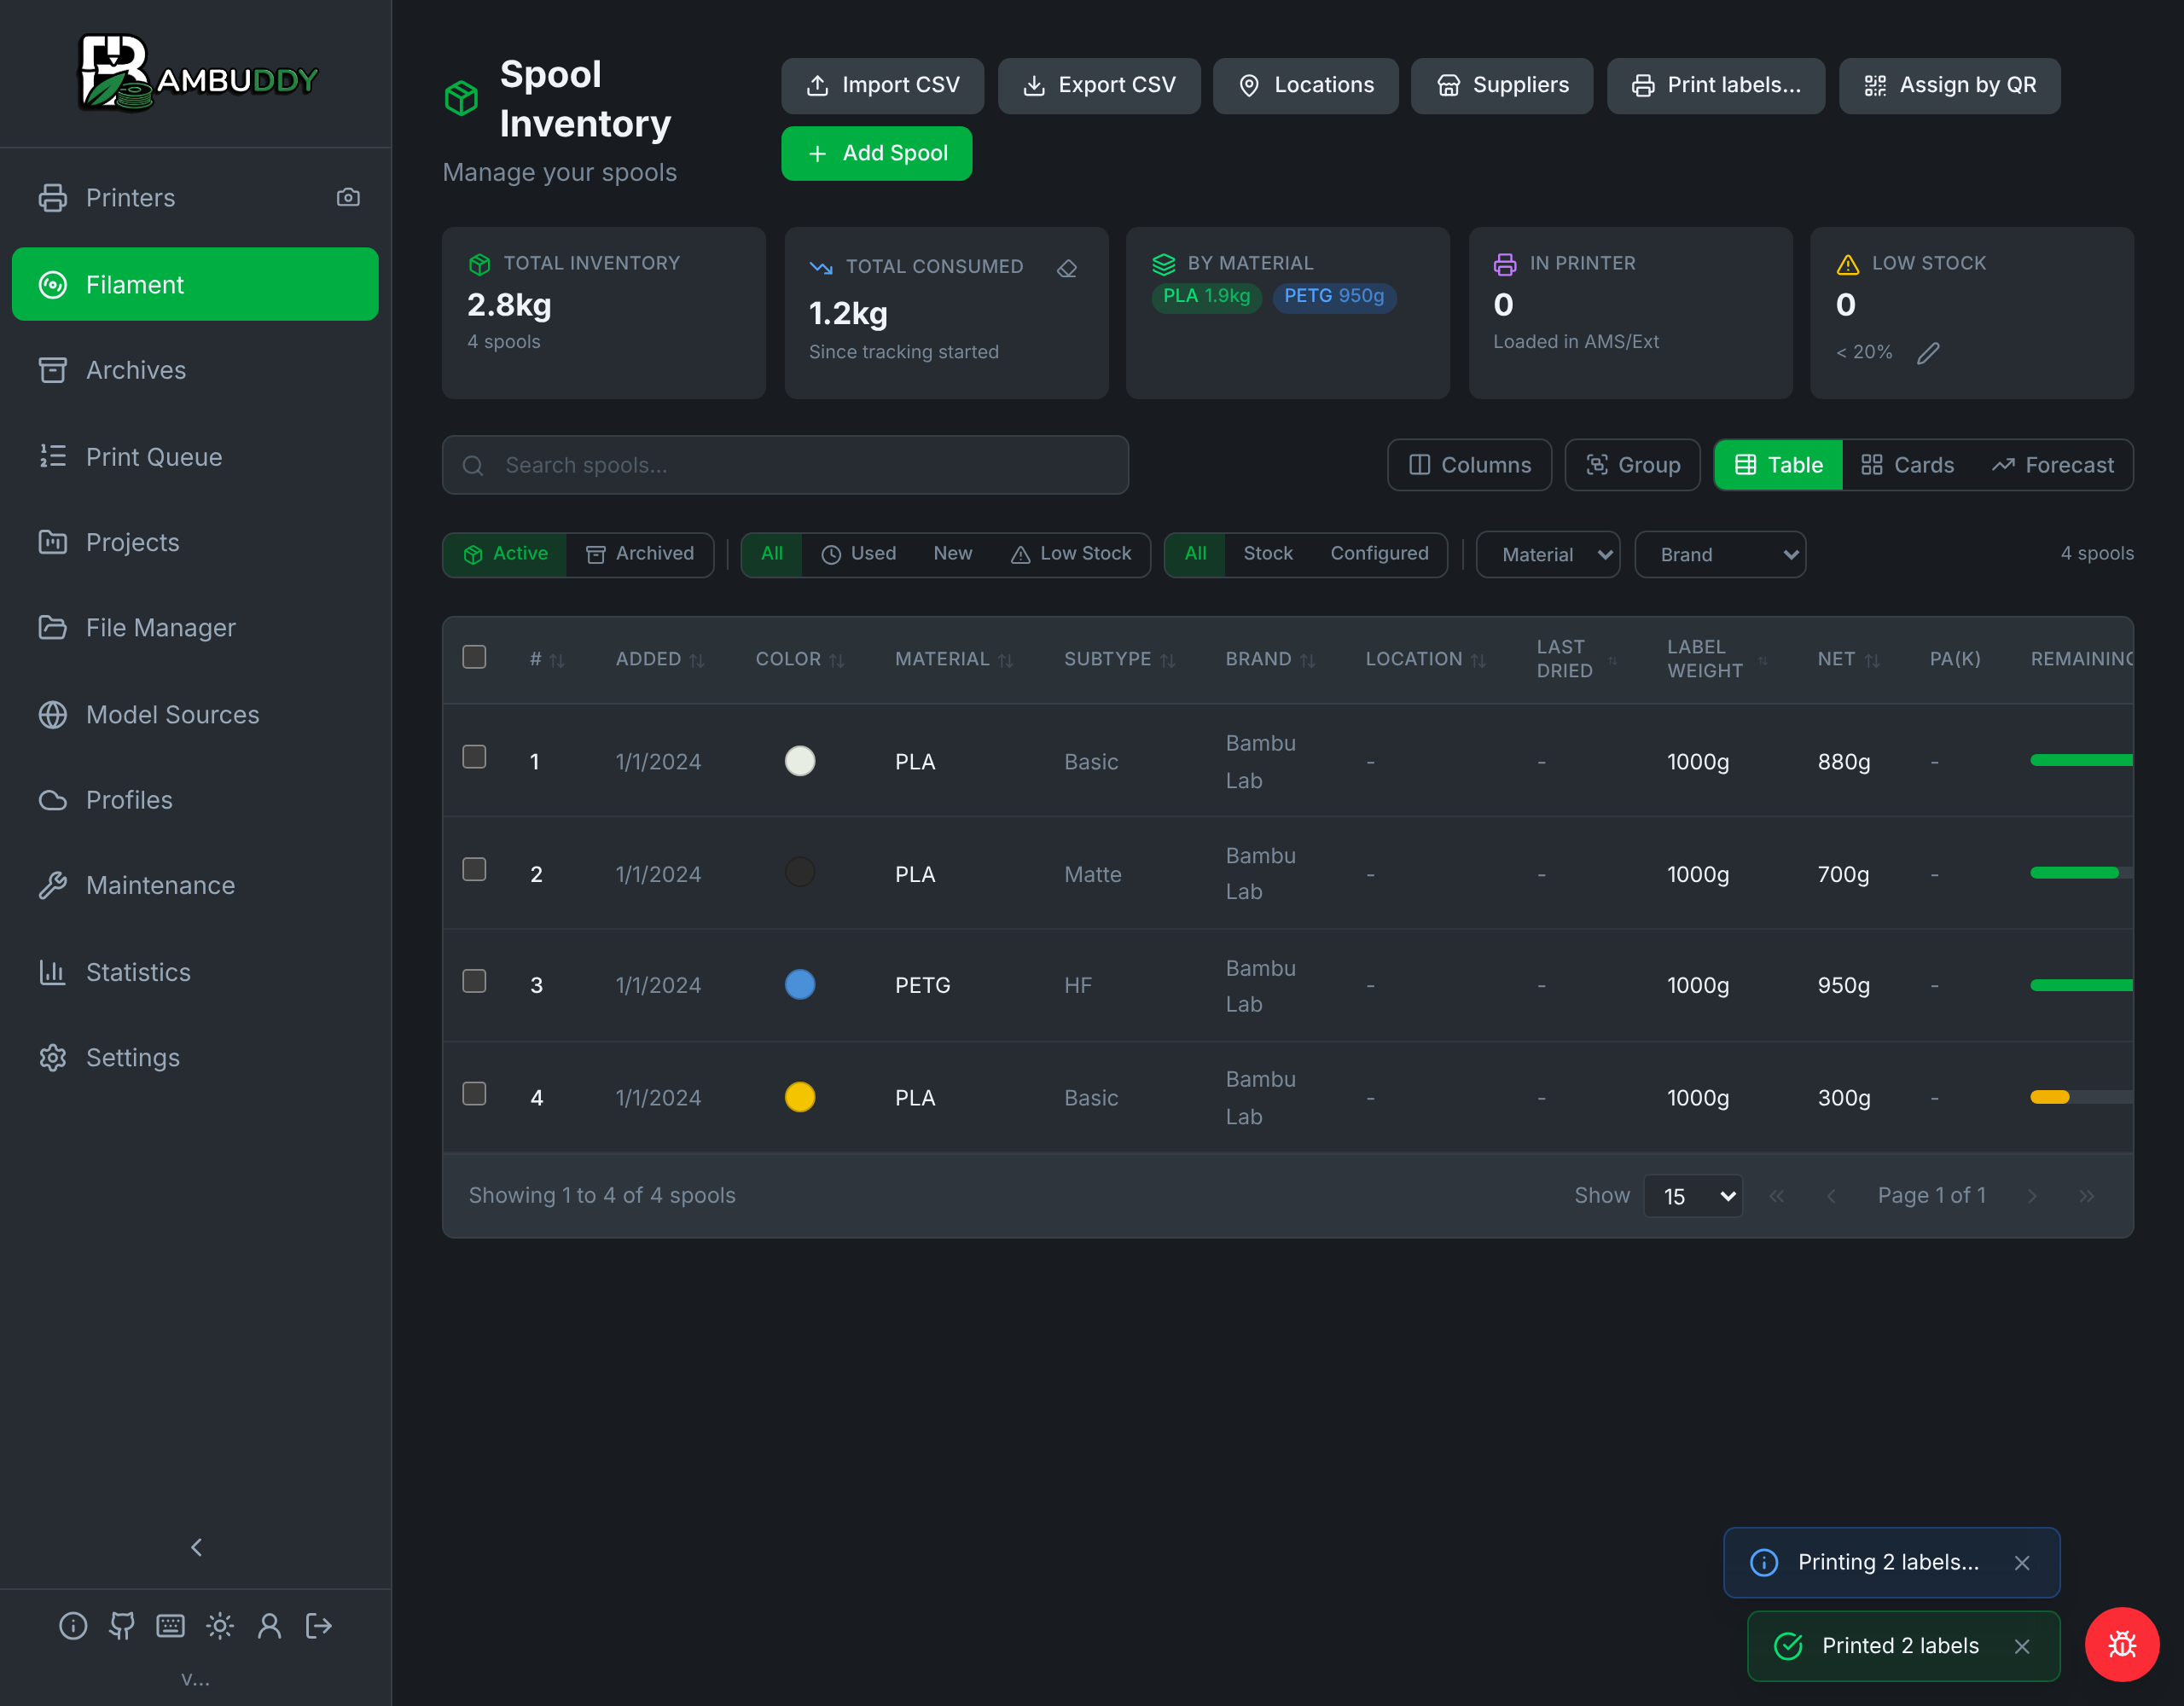 AMBUDDY
Printers
Filament
Archives
Print Queue
Projects
File Manager
Model Sources
Profiles
Maintenance
Statistics
Settings
v...
Spool
Inventory
Manage your spools
Import CSV
Export CSV
Locations
Suppliers
Print labels...
Assign by QR
Add Spool
TOTAL INVENTORY
2.8kg
4 spools
TOTAL CONSUMED
1.2kg
Since tracking started
BY MATERIAL
PLA 1.9kg PETG 950g
IN PRINTER
0
Loaded in AMS/Ext
LOW STOCK
0
< 20%
Search spools...
Columns Group Table Cards Forecast
Active Archived All Used New Low Stock All Stock Configured Material Brand 4 spools
# ADDED COLOR MATERIAL SUBTYPE BRAND LOCATION LAST DRIED LABEL WEIGHT NET PA(K) REMAINING
1 1/1/2024 PLA Basic Bambu Lab - - 1000g 880g -
2 1/1/2024 PLA Matte Bambu Lab - - 1000g 700g -
3 1/1/2024 PETG HF Bambu Lab - - 1000g 950g -
4 1/1/2024 PLA Basic Bambu Lab - - 1000g 300g -
Showing 1 to 4 of 4 spools
Show 15 Page 1 of 1
Printing 2 labels...
Printed 2 labels